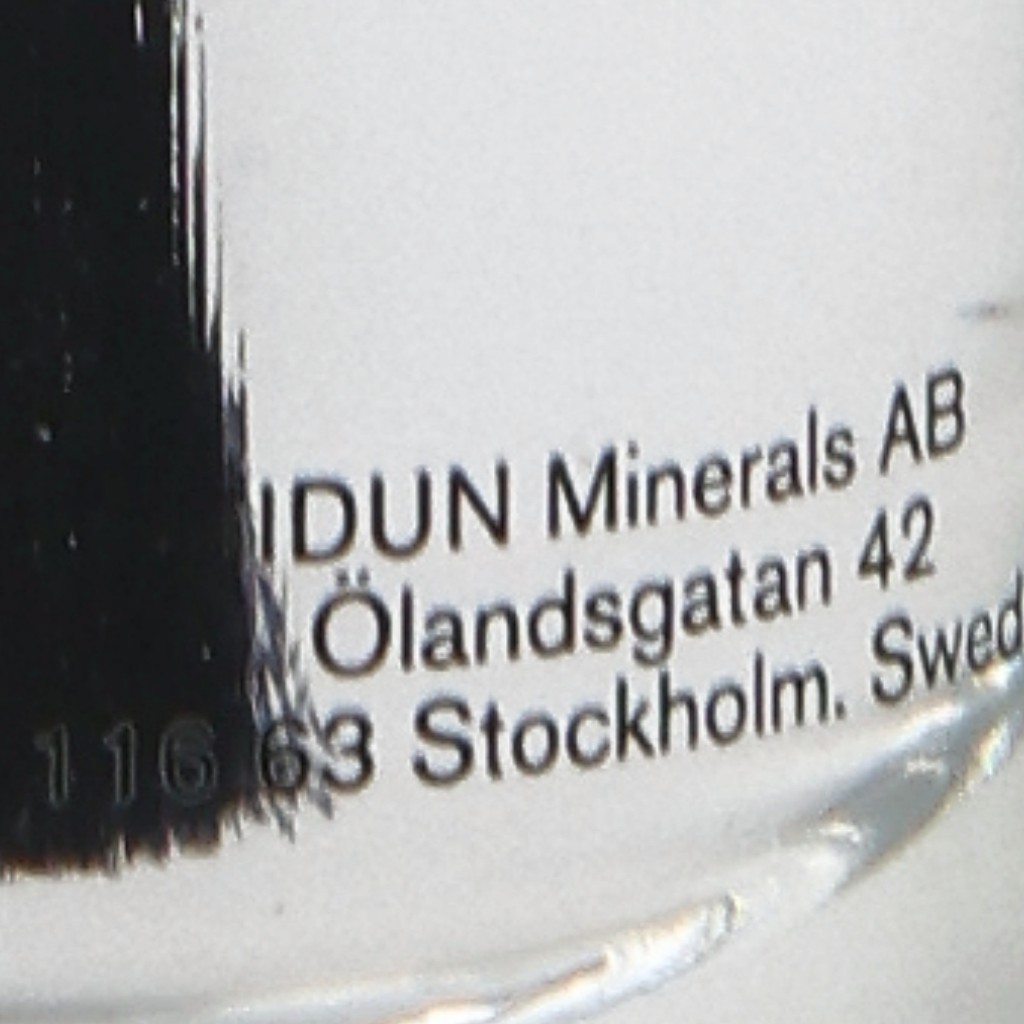 IDUN Minerals AB
Ölandsgatan 42
116 63 Stockholm. Swed